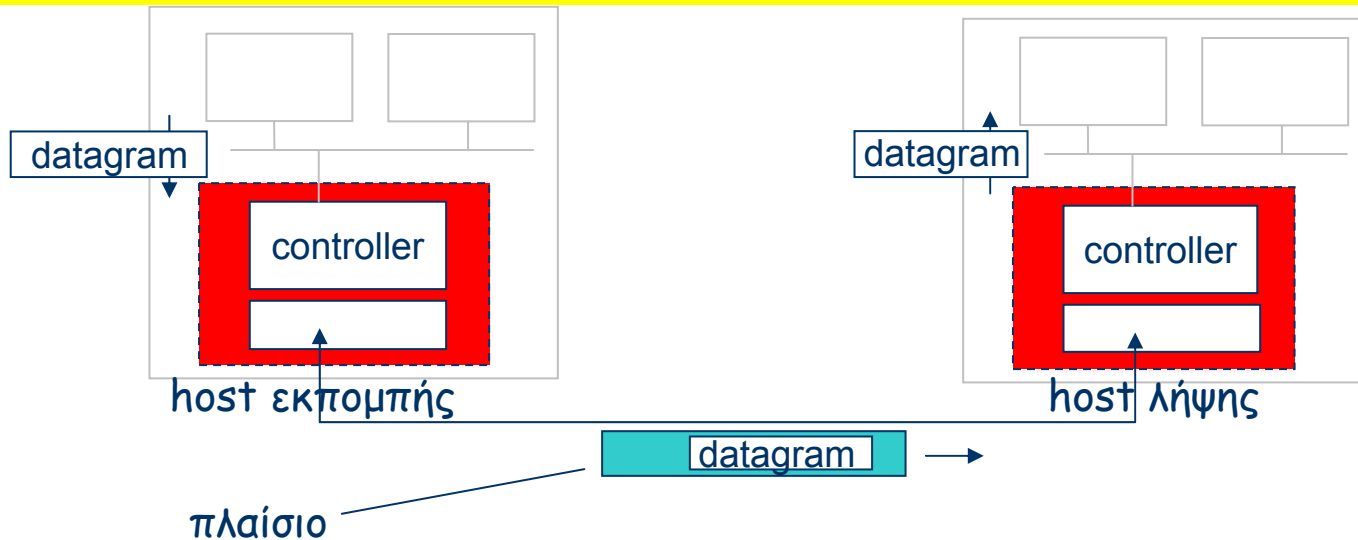 datagram
datagram
controller
controller
host εκπομπής
host λήψης
datagram
πλαίσιο